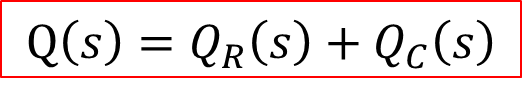 Q(s) = Q_R(s) + Q_C(s)